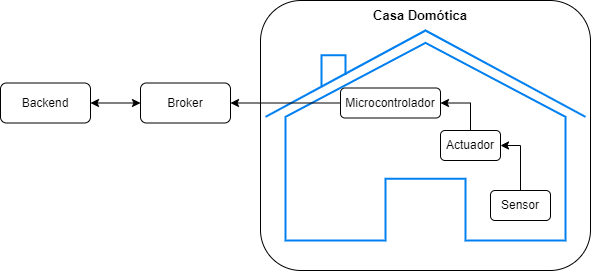 Casa Domótica
Backend
Broker
Microcontrolador
Actuador
Sensor